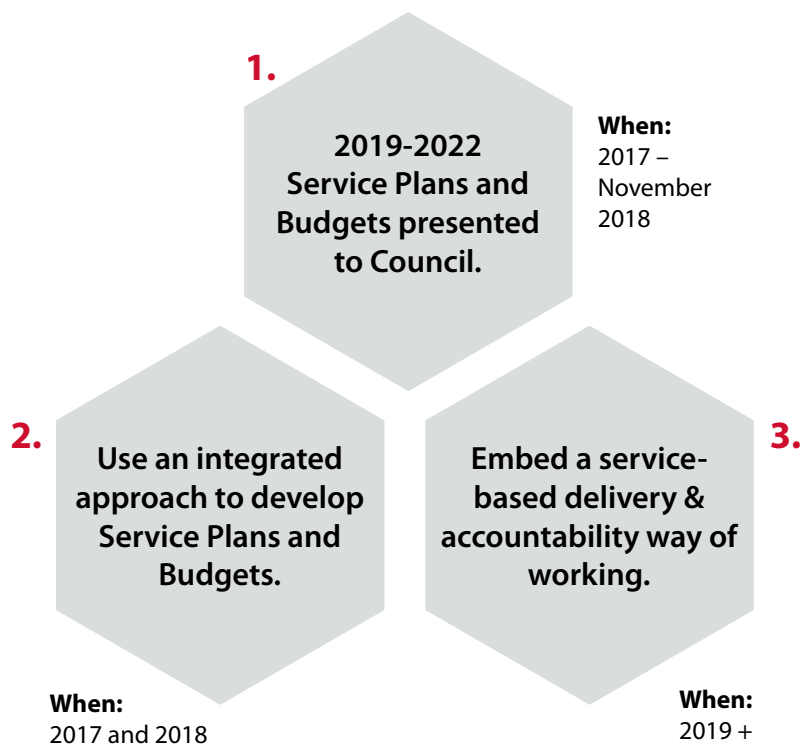 1.
2019-2022
Service Plans and
Budgets presented
to Council.
When:
2017 –
November
2018
2.
Use an integrated
approach to develop
Service Plans and
Budgets.
When:
2017 and 2018
3.
Embed a service-
based delivery &
accountability way of
working.
When:
2019 +